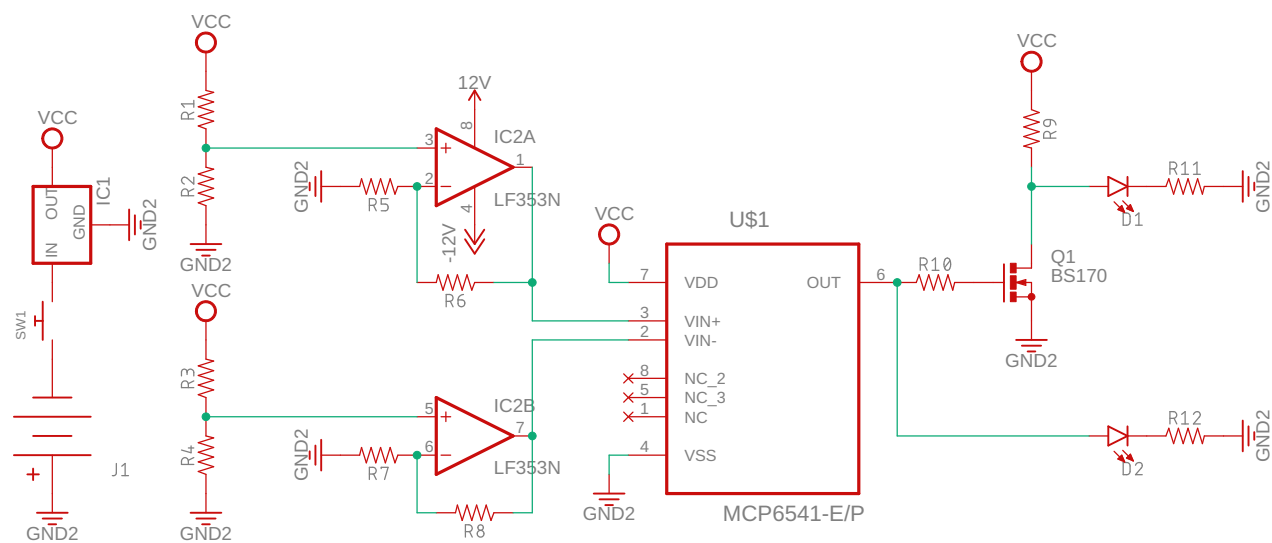 VCC
OUT
GND
IN
IC1
GND2
SW1
+
J1
GND2
VCC
R1
R2
GND2
VCC
R3
R4
GND2
12V
8
IC2A
3
+
1
2
−
LF353N
4
-12V
GND2
R5
R6
IC2B
5
+
7
6
−
LF353N
GND2
R7
R8
VCC
U$1
7 VDD
OUT 6
3 VIN+
2 VIN-
8 NC_2
5 NC_3
1 NC
4 VSS
GND2
MCP6541-E/P
R10
VCC
R9
Q1
BS170
GND2
D1
R11
GND2
D2
R12
GND2